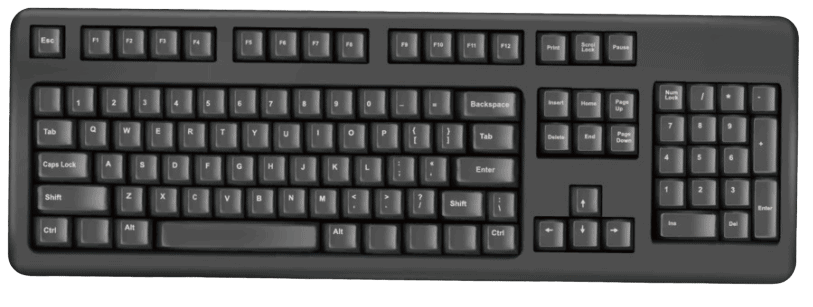 Esc F1 F2 F3 F4 F5 F6 F7 F8 F9 F10 F11 F12 Print Scroll Lock Pause
1 2 3 4 5 6 7 8 9 0 - = Backspace Insert Home Page Up Num Lock / * -
Tab Q W E R T Y U I O P { [ } ] Tab Delete End Page Down 7 8 9 +
Caps Lock A S D F G H J K L : ; Enter 4 5 6
Shift Z X C V B N M < , > . ? / Shift : \ ↑ 1 2 3 Enter
Ctrl Alt Alt Ctrl ← ↓ → Ins Del